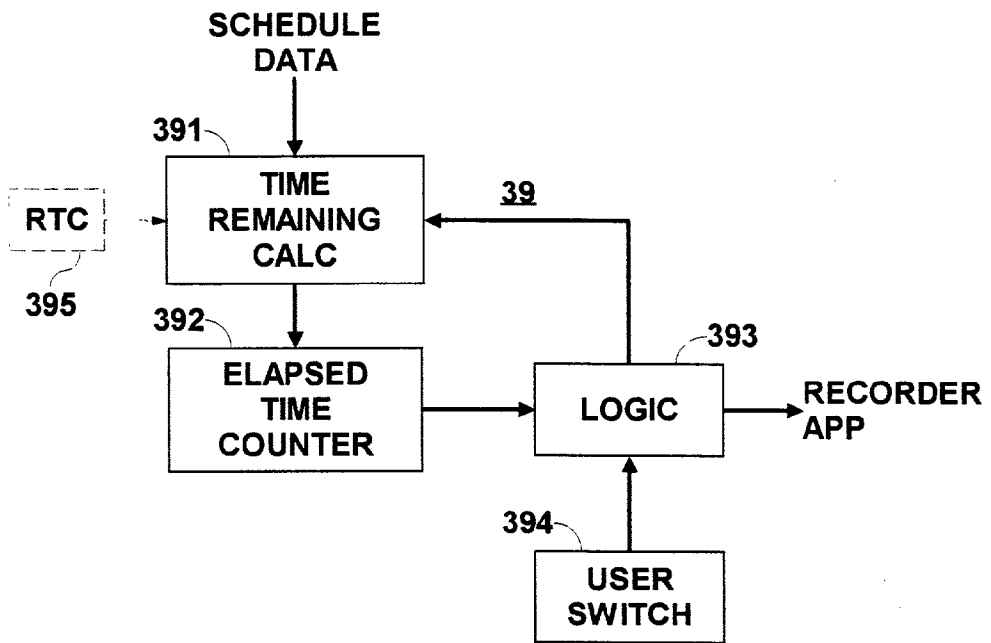 SCHEDULE
DATA
391
TIME
REMAINING
CALC
39
RTC
395
392
ELAPSED
TIME
COUNTER
393
LOGIC
RECORDER
APP
394
USER
SWITCH